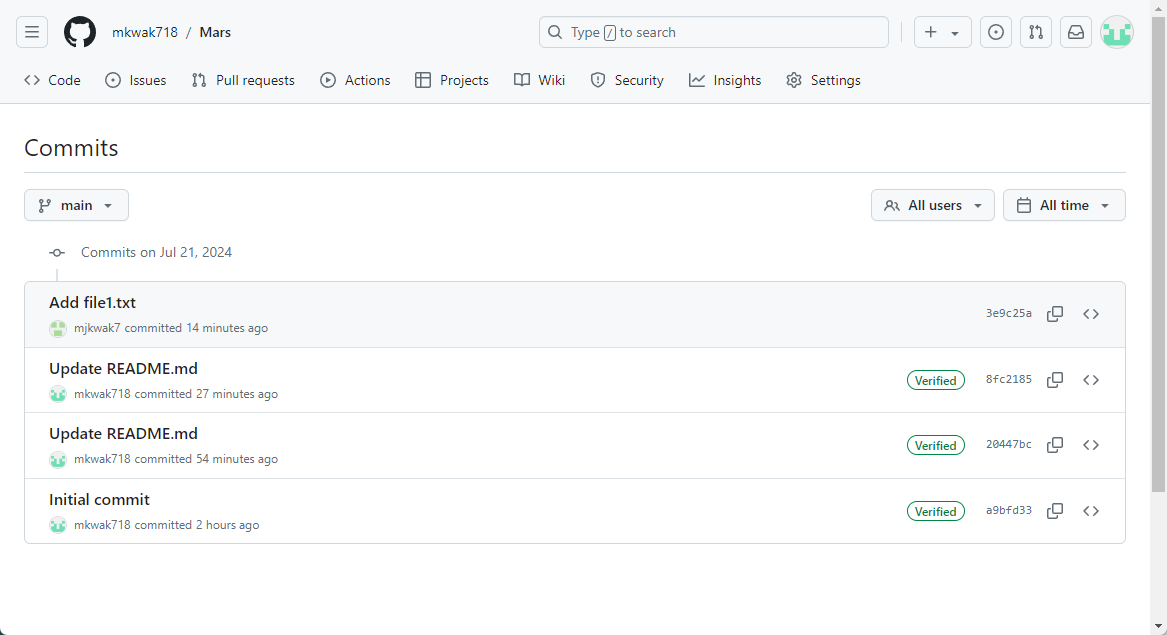 mkwak718 / Mars
Type / to search
Code Issues Pull requests Actions Projects Wiki Security Insights Settings
Commits
main All users All time
Commits on Jul 21, 2024
Add file1.txt
mjkwak7 committed 14 minutes ago
3e9c25a
Update README.md
mkwak718 committed 27 minutes ago
Verified 8fc2185
Update README.md
mkwak718 committed 54 minutes ago
Verified 20447bc
Initial commit
mkwak718 committed 2 hours ago
Verified a9bfd33